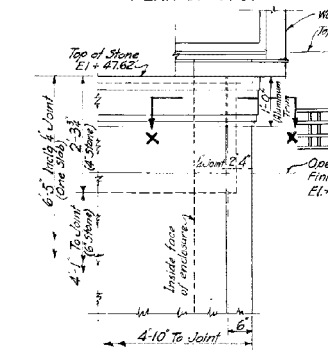 Top of Stone
El + 47.62'
6'-5" Incl'g ¼" Joint
(One slab)
2'-3¾"
(4" Stone)
4'-1" To Joint
(6" Stone)
1'-0"
(Aluminum
Trim)
X
X
¼" Joint
2'-4"
Inside face
of enclosure
Ope
Fini
El.+
6"
4'-10" To Joint